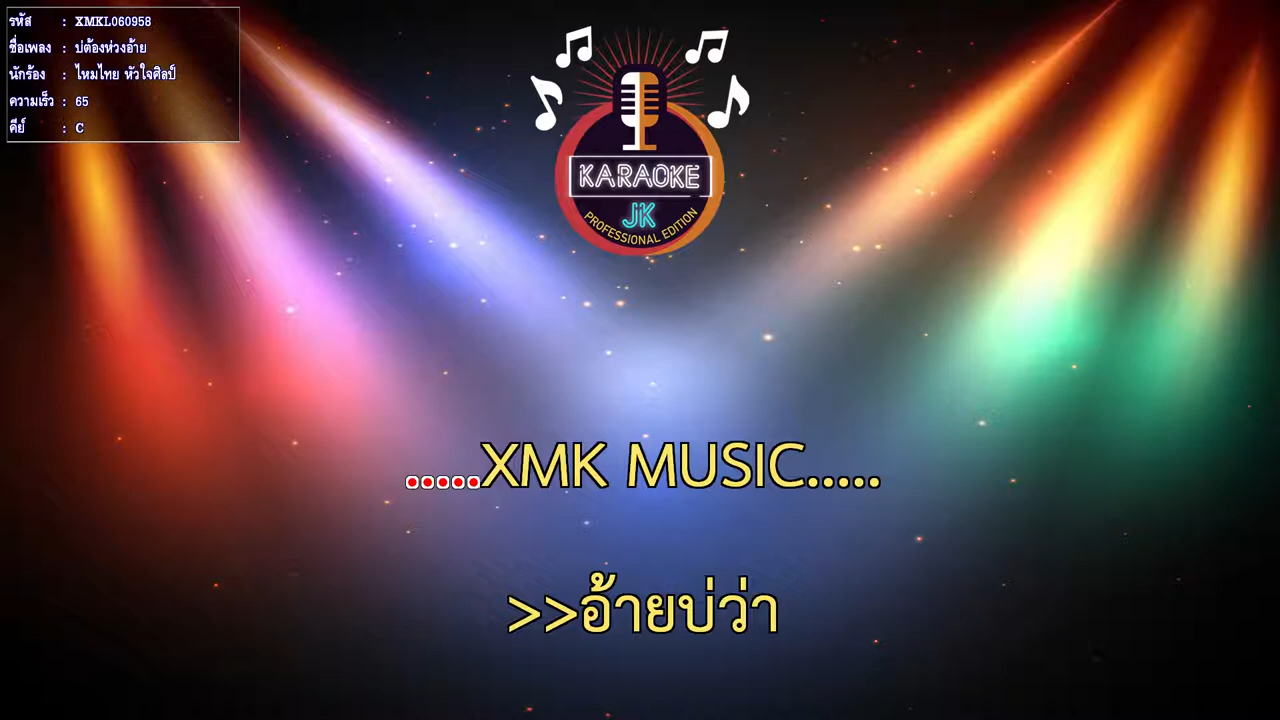 รหัส : XMKL060958
ชื่อเพลง : บ่ต้องห่วงอ้าย
นักร้อง : ไหมไทย หัวใจศิลป์
ความเร็ว : 65
คีย์ : C
KARAOKE
JK
PROFESSIONAL EDITION
.....XMK MUSIC.....
>>อ้ายบ่ว่า